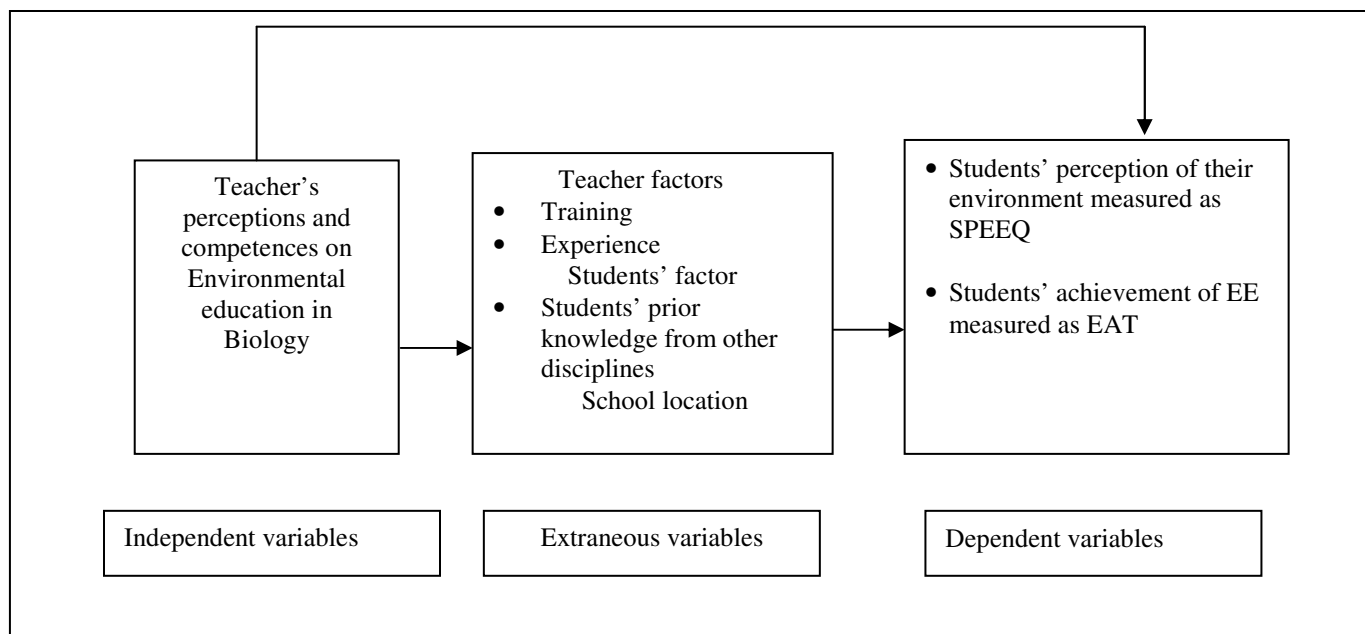 Teacher’s
perceptions and
competences on
Environmental
education in
Biology
Teacher factors
• Training
• Experience
Students’ factor
• Students’ prior
knowledge from other
disciplines
School location
• Students’ perception of their
environment measured as
SPEEQ
• Students’ achievement of EE
measured as EAT
Independent variables
Extraneous variables
Dependent variables